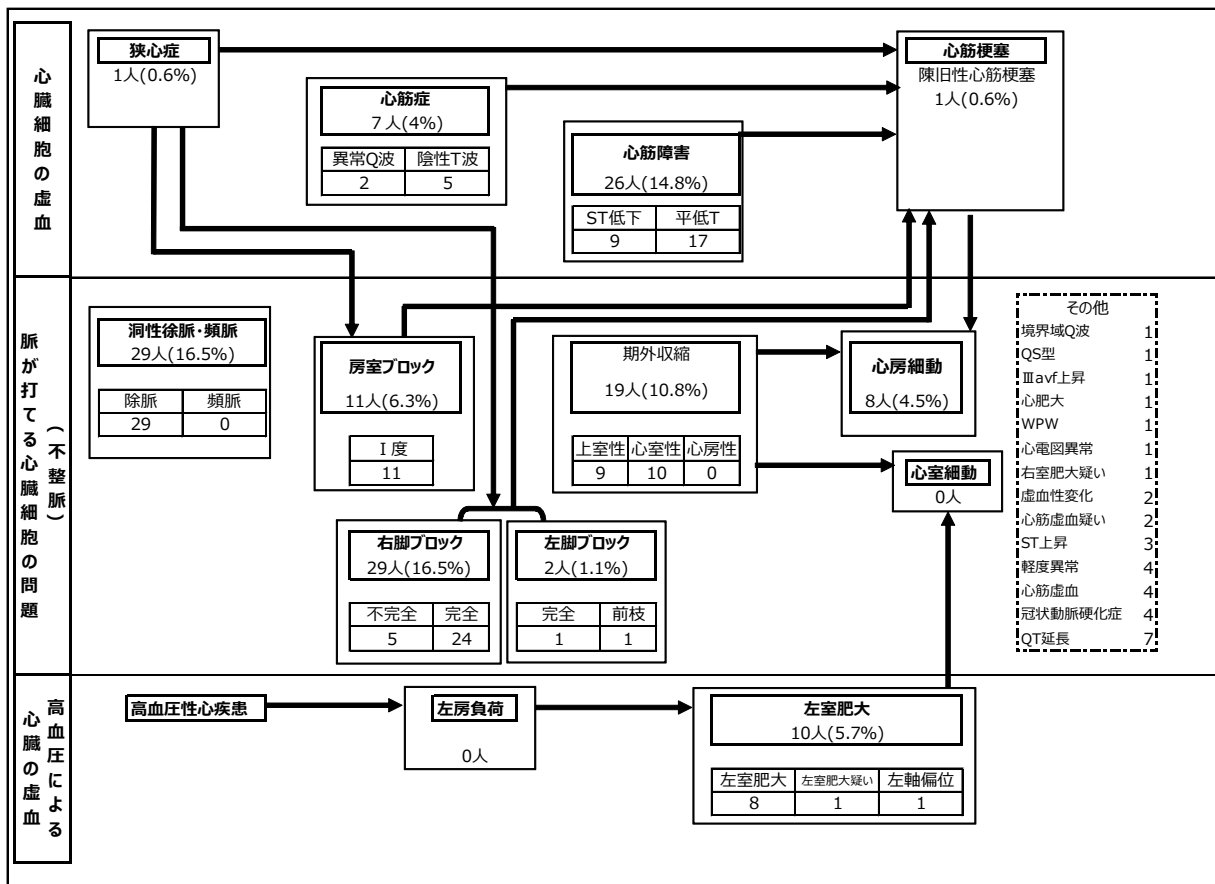 心臓細胞の虚血
狭心症
1人(0.6%)
心筋症
7人(4%)
異常Q波 陰性T波
2 5
心筋障害
26人(14.8%)
ST低下 平低T
9 17
心筋梗塞
陳旧性心筋梗塞
1人(0.6%)
脈が打てる心臓細胞の問題
(不整脈)
洞性徐脈・頻脈
29人(16.5%)
除脈 頻脈
29 0
房室ブロック
11人(6.3%)
Ⅰ度
11
右脚ブロック
29人(16.5%)
不完全 完全
5 24
左脚ブロック
2人(1.1%)
完全 前枝
1 1
期外収縮
19人(10.8%)
上室性 心室性 心房性
9 10 0
心房細動
8人(4.5%)
心室細動
0人
その他
境界域Q波 1
QS型 1
Ⅲavf上昇 1
心肥大 1
WPW 1
心電図異常 1
右室肥大疑い 1
虚血性変化 2
心筋虚血疑い 2
ST上昇 3
軽度異常 4
心筋虚血 4
冠状動脈硬化症 4
QT延長 7
高血圧による
心臓の虚血
高血圧性心疾患
左房負荷
0人
左室肥大
10人(5.7%)
左室肥大 左室肥大疑い 左軸偏位
8 1 1